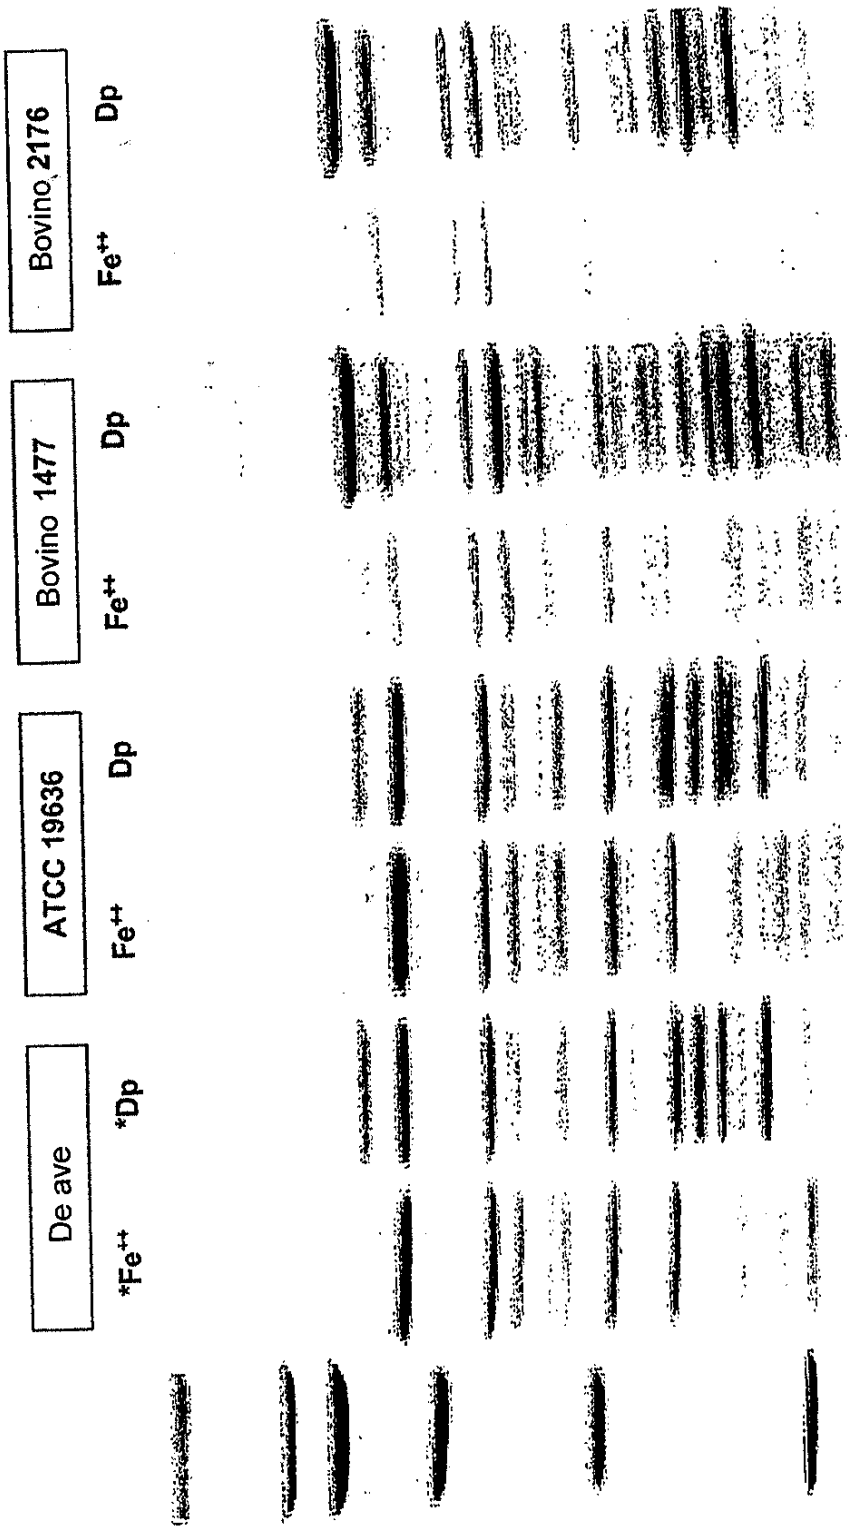 De ave
ATCC 19636
Bovino 1477
Bovino 2176
*Fe⁺⁺ *Dp Fe⁺⁺ Dp Fe⁺⁺ Dp Fe⁺⁺ Dp